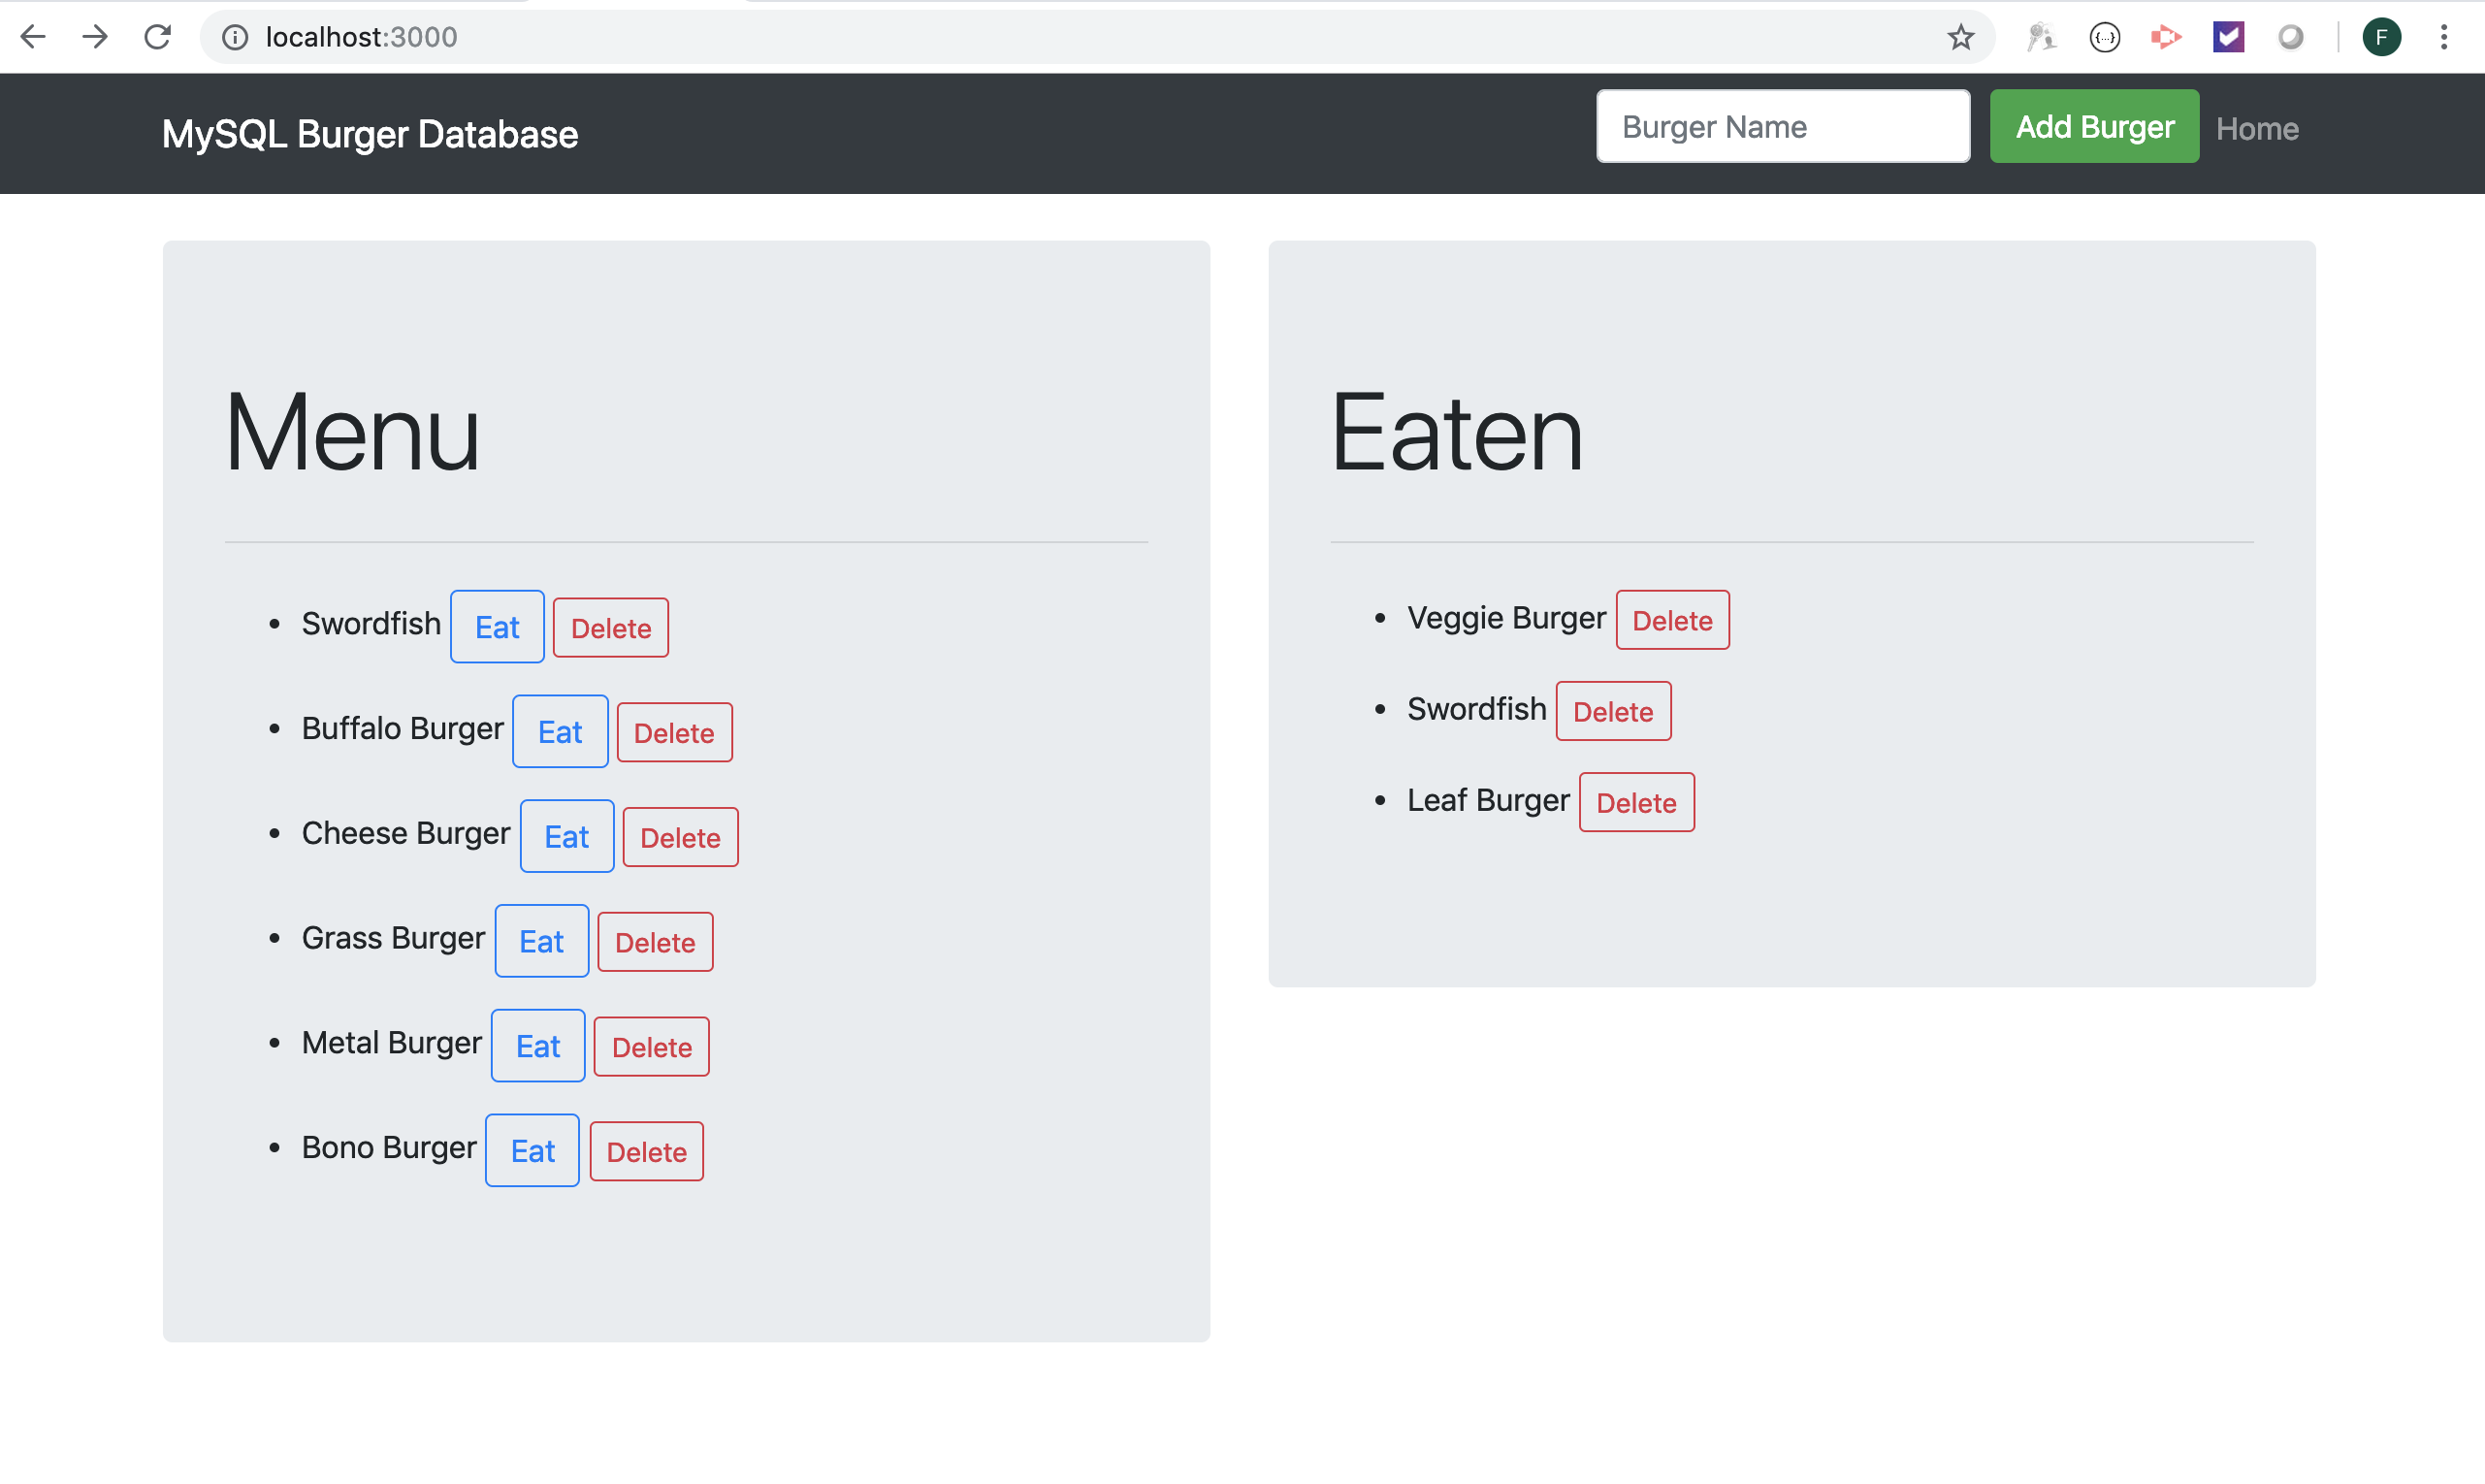 localhost:3000
F
MySQL Burger Database
Burger Name
Add Burger
Home
Menu
Swordfish Eat Delete
Buffalo Burger Eat Delete
Cheese Burger Eat Delete
Grass Burger Eat Delete
Metal Burger Eat Delete
Bono Burger Eat Delete
Eaten
Veggie Burger Delete
Swordfish Delete
Leaf Burger Delete